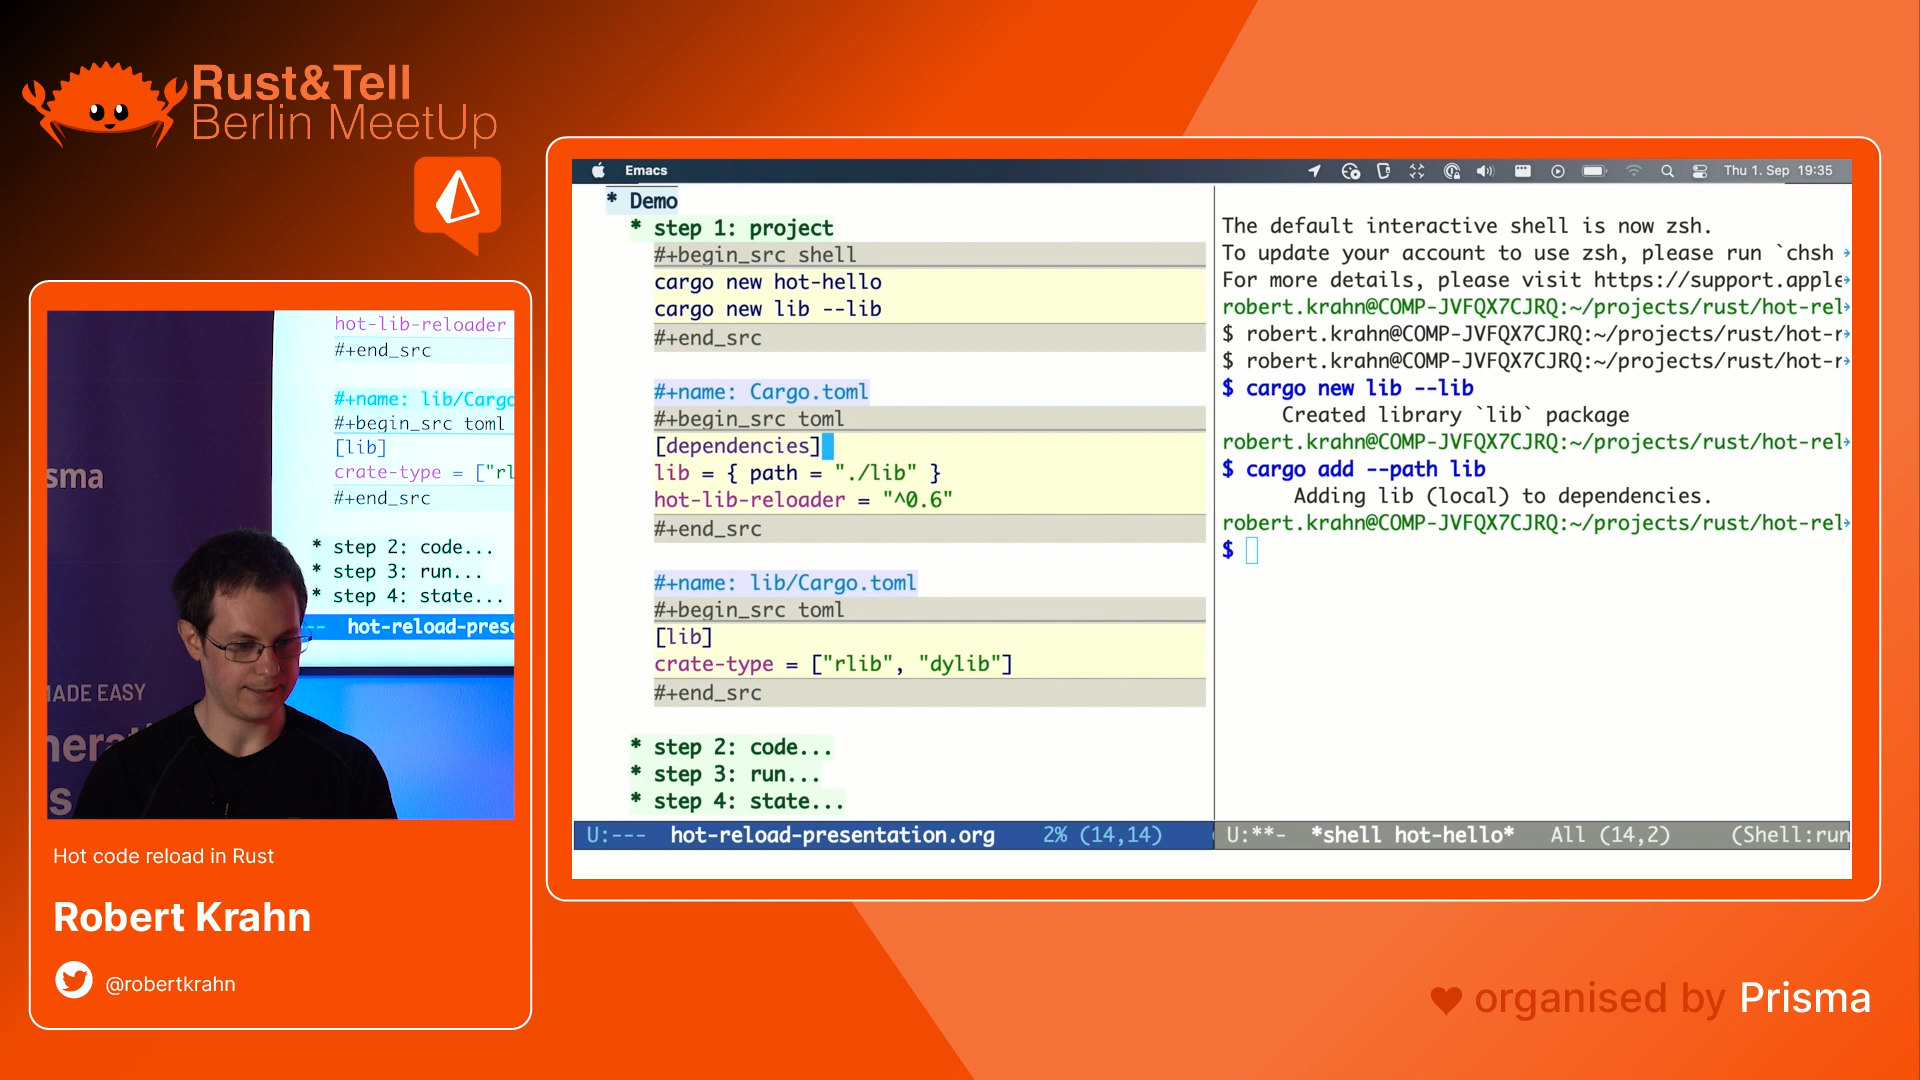 Rust&Tell
Berlin MeetUp
hot-lib-reloader
#+end_src
#+name: lib/Cargo
#+begin_src toml
[lib]
crate-type = ["rl
#+end_src
* step 2: code...
* step 3: run...
* step 4: state...
-- hot-reload-prese
sma
MADE EASY
nerati
s
Hot code reload in Rust
Robert Krahn
@robertkrahn
Emacs
Thu 1. Sep 19:35
* Demo
* step 1: project
#+begin_src shell
cargo new hot-hello
cargo new lib --lib
#+end_src
#+name: Cargo.toml
#+begin_src toml
[dependencies]
lib = { path = "./lib" }
hot-lib-reloader = "^0.6"
#+end_src
#+name: lib/Cargo.toml
#+begin_src toml
[lib]
crate-type = ["rlib", "dylib"]
#+end_src
* step 2: code...
* step 3: run...
* step 4: state...
U:--- hot-reload-presentation.org 2% (14,14)
The default interactive shell is now zsh.
To update your account to use zsh, please run `chsh
For more details, please visit https://support.apple
robert.krahn@COMP-JVFQX7CJRQ:~/projects/rust/hot-rel
$ robert.krahn@COMP-JVFQX7CJRQ:~/projects/rust/hot-r
$ robert.krahn@COMP-JVFQX7CJRQ:~/projects/rust/hot-r
$ cargo new lib --lib
Created library `lib` package
robert.krahn@COMP-JVFQX7CJRQ:~/projects/rust/hot-rel
$ cargo add --path lib
Adding lib (local) to dependencies.
robert.krahn@COMP-JVFQX7CJRQ:~/projects/rust/hot-rel
$
U:**- *shell hot-hello* All (14,2) (Shell:run
organised by Prisma